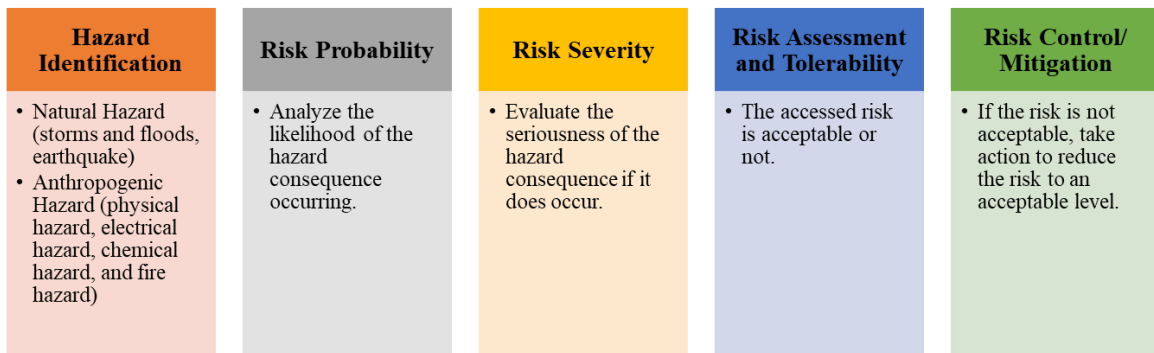 Hazard
Identification
• Natural Hazard
(storms and floods,
earthquake)
• Anthropogenic
Hazard (physical
hazard, electrical
hazard, chemical
hazard, and fire
hazard)
Risk Probability
• Analyze the
likelihood of the
hazard
consequence
occurring.
Risk Severity
• Evaluate the
seriousness of the
hazard
consequence if it
does occur.
Risk Assessment
and Tolerability
• The accessed risk
is acceptable or
not.
Risk Control/
Mitigation
• If the risk is not
acceptable, take
action to reduce
the risk to an
acceptable level.